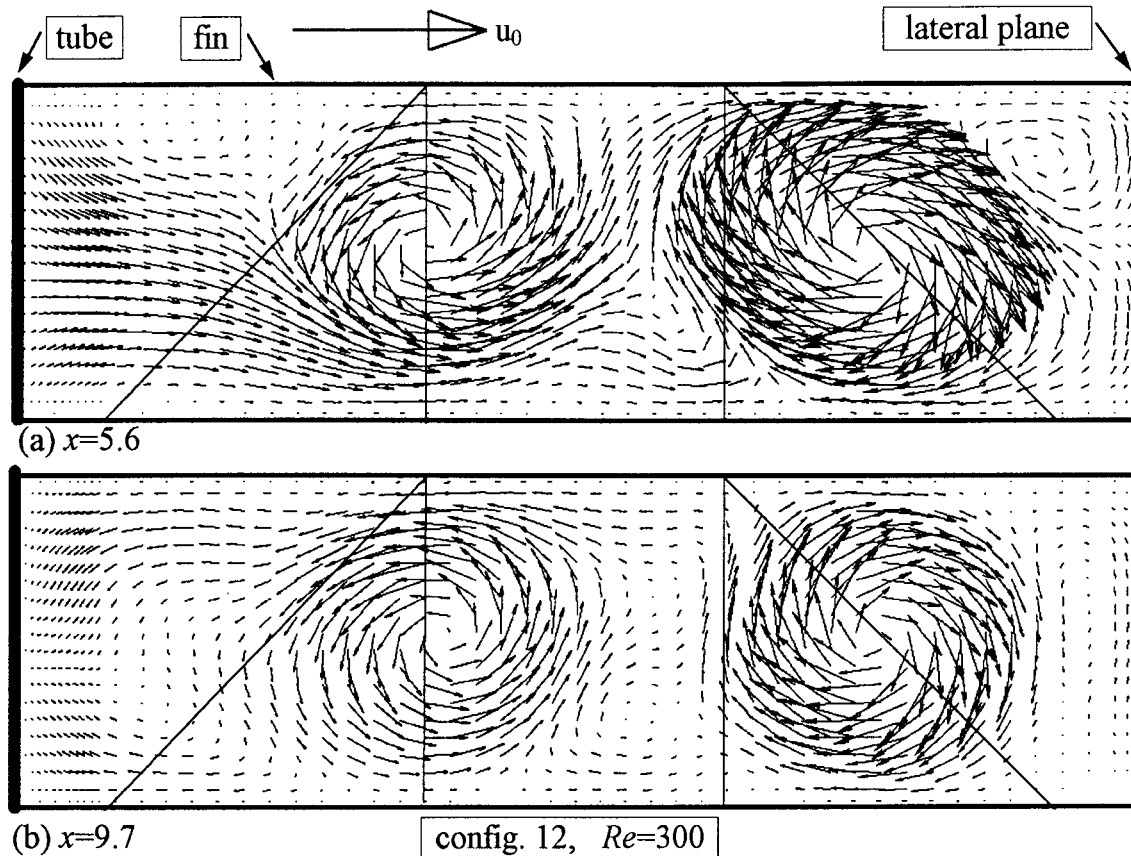 tube
fin
u₀
lateral plane
(a) x=5.6
(b) x=9.7
config. 12, Re=300